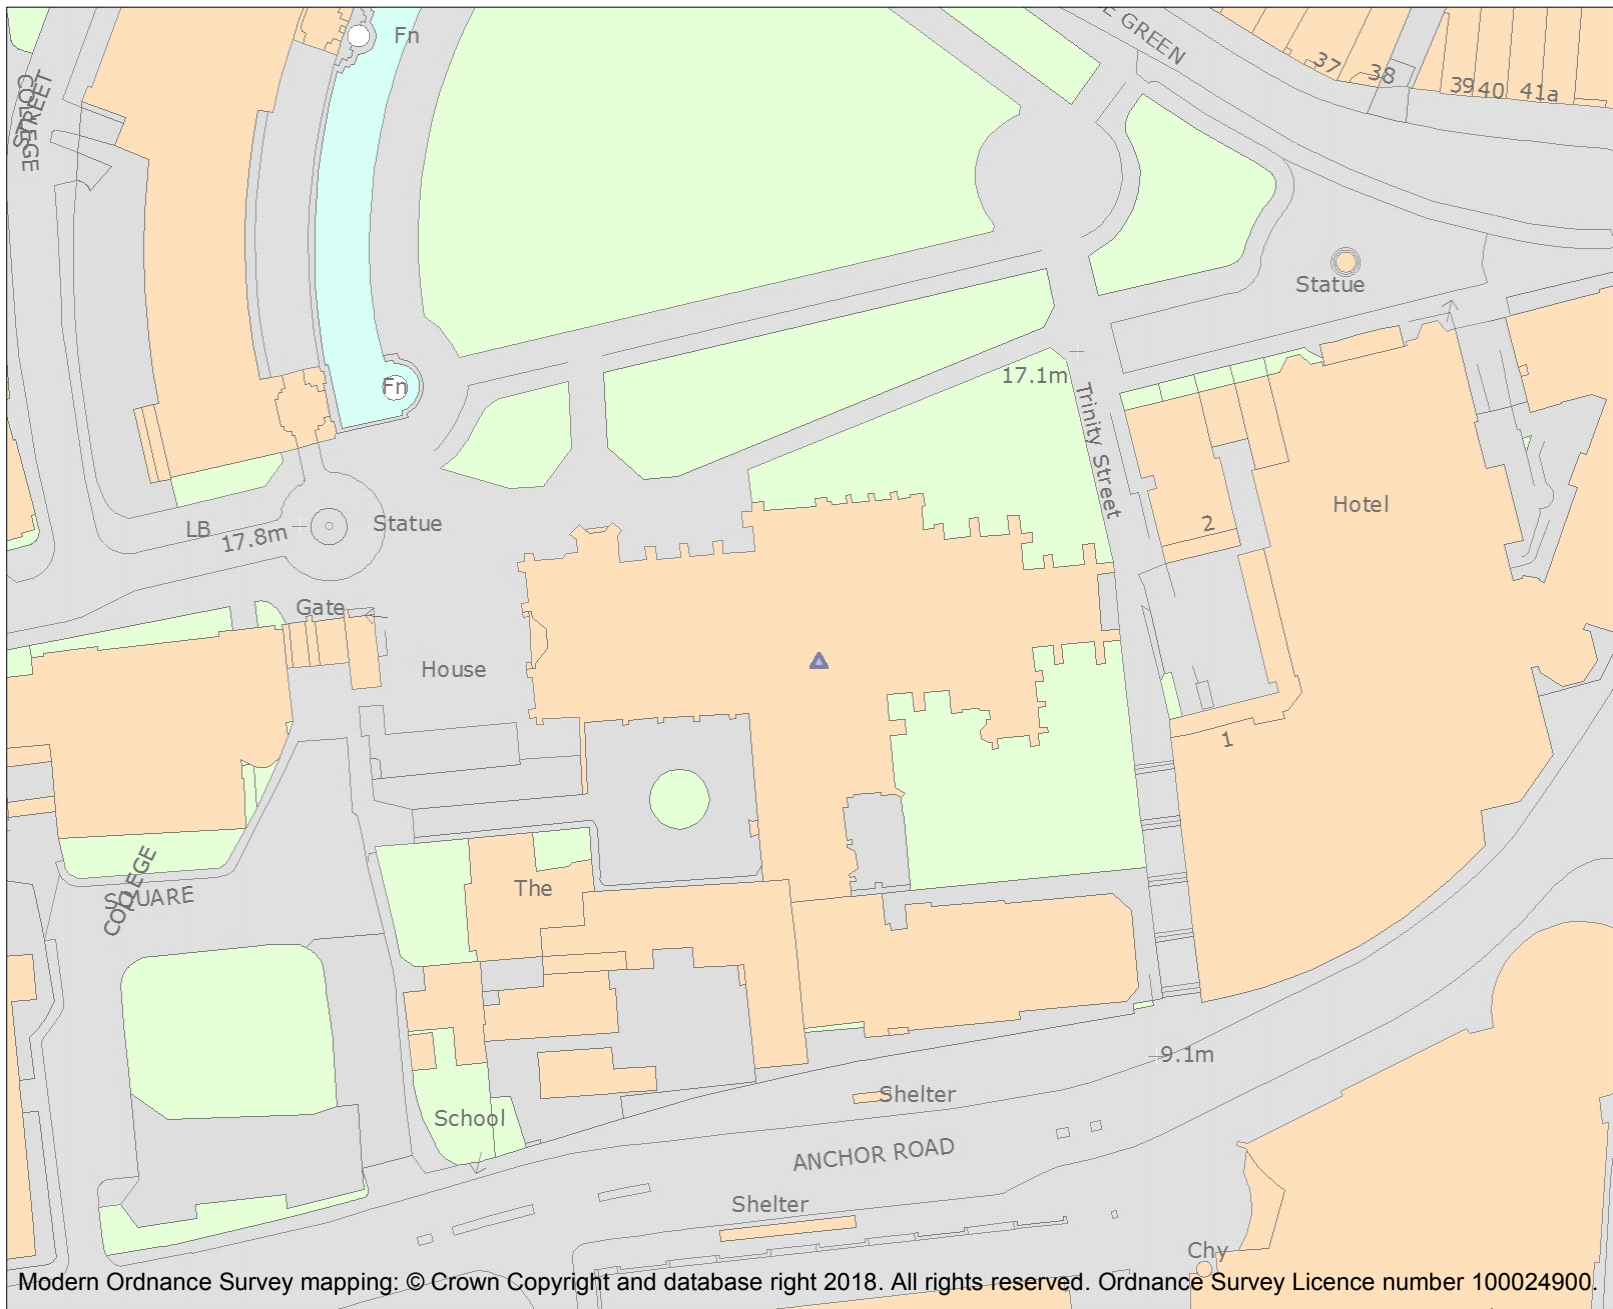 Fn
E GREEN
37
38
39
40
41a
COLLEGE
STREET
Statue
Fn
17.1m
Trinity Street
Hotel
2
LB
17.8m
Statue
Gate
House
1
The
COLLEGE
SQUARE
9.1m
Shelter
School
ANCHOR ROAD
Shelter
Chy
Modern Ordnance Survey mapping: © Crown Copyright and database right 2018. All rights reserved. Ordnance Survey Licence number 100024900.